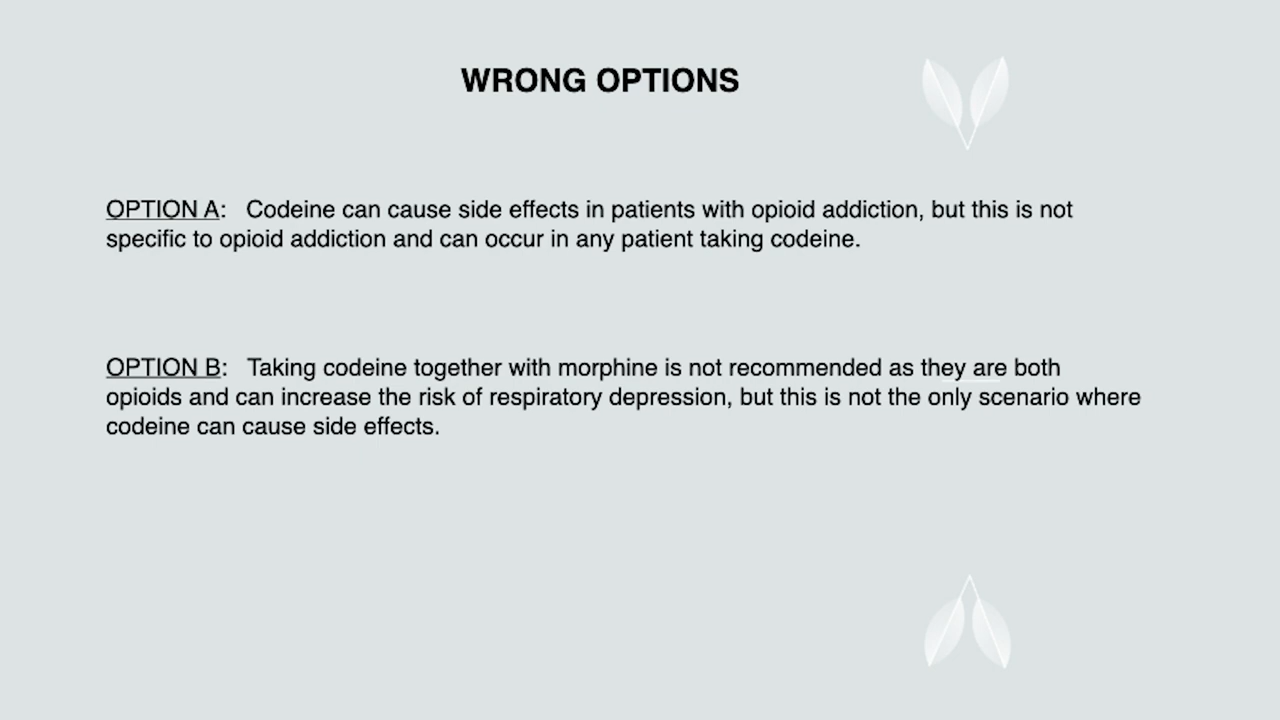 WRONG OPTIONS
OPTION A: Codeine can cause side effects in patients with opioid addiction, but this is not
specific to opioid addiction and can occur in any patient taking codeine.
OPTION B: Taking codeine together with morphine is not recommended as they are both
opioids and can increase the risk of respiratory depression, but this is not the only scenario where
codeine can cause side effects.